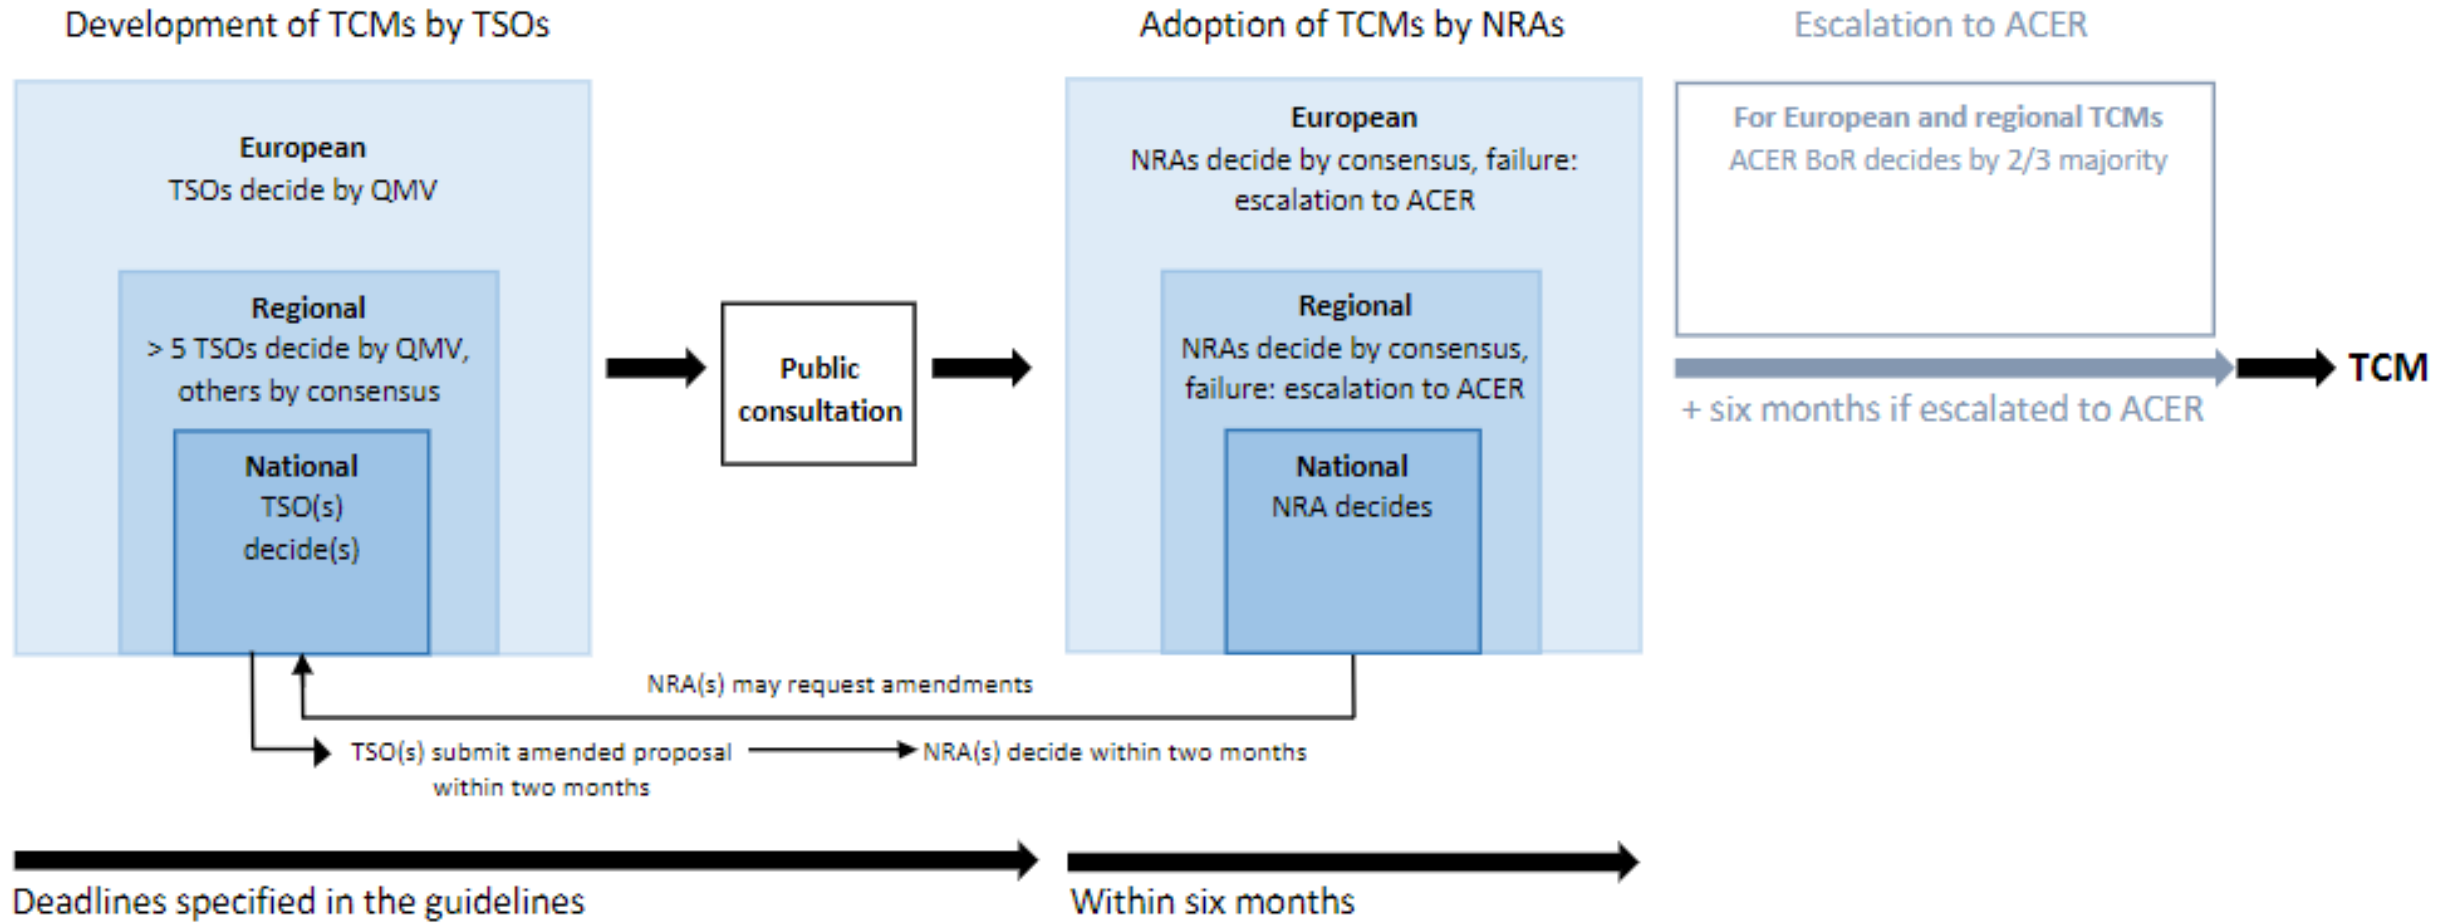 Development of TCMs by TSOs
European
TSOs decide by QMV
Regional
> 5 TSOs decide by QMV,
others by consensus
National
TSO(s)
decide(s)
Public
consultation
Adoption of TCMs by NRAs
European
NRAs decide by consensus, failure:
escalation to ACER
Regional
NRAs decide by consensus,
failure: escalation to ACER
National
NRA decides
Escalation to ACER
For European and regional TCMs
ACER BoR decides by 2/3 majority
+ six months if escalated to ACER
TCM
NRA(s) may request amendments
TSO(s) submit amended proposal
within two months
NRA(s) decide within two months
Deadlines specified in the guidelines
Within six months